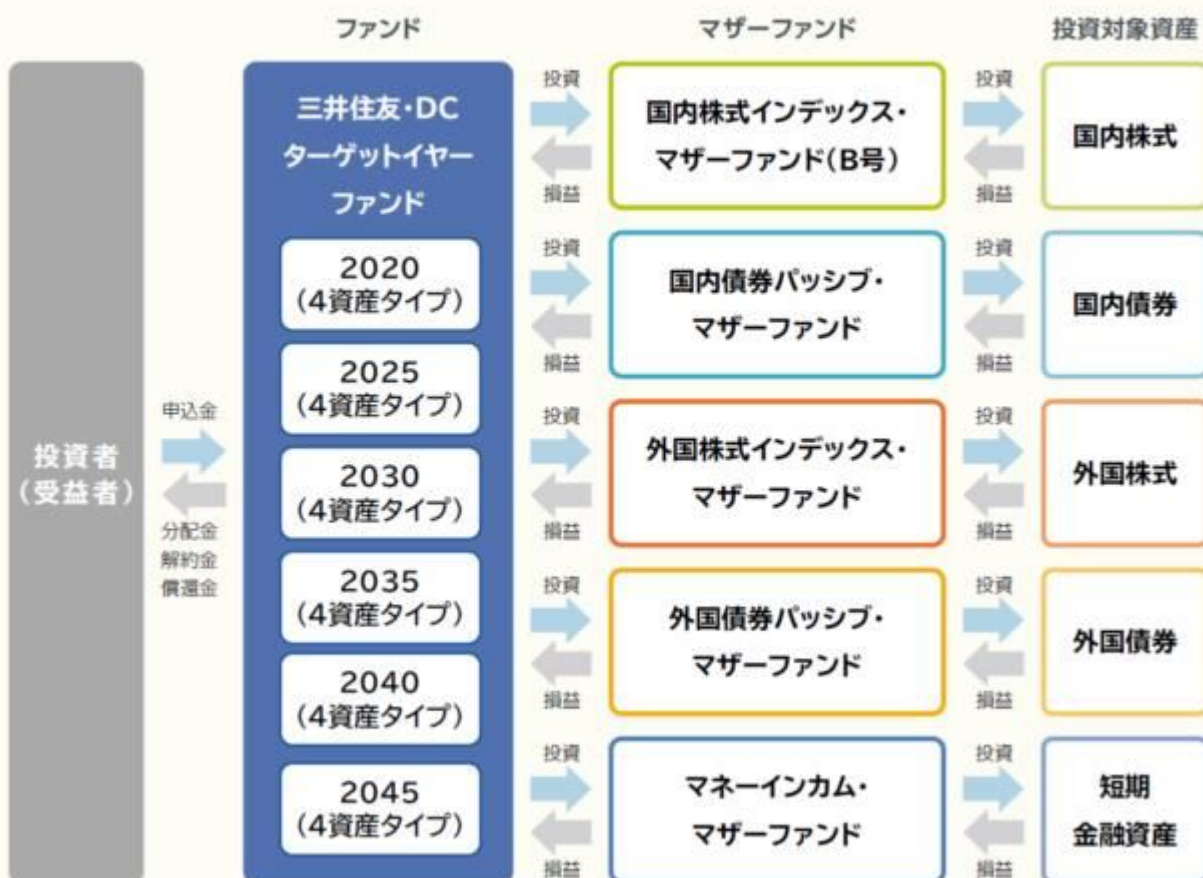 ファンド
マザーファンド
投資対象資産
投資者
(受益者)
申込金
分配金
解約金
償還金
三井住友・DC
ターゲットイヤー
ファンド
2020
(4資産タイプ)
2025
(4資産タイプ)
2030
(4資産タイプ)
2035
(4資産タイプ)
2040
(4資産タイプ)
2045
(4資産タイプ)
投資
損益
国内株式インデックス・
マザーファンド(B号)
投資
損益
国内株式
投資
損益
国内債券パッシブ・
マザーファンド
投資
損益
国内債券
投資
損益
外国株式インデックス・
マザーファンド
投資
損益
外国株式
投資
損益
外国債券パッシブ・
マザーファンド
投資
損益
外国債券
投資
損益
マネーインカム・
マザーファンド
投資
損益
短期
金融資産